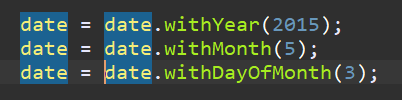 date = date.withYear(2015);
date = date.withMonth(5);
date = date.withDayOfMonth(3);